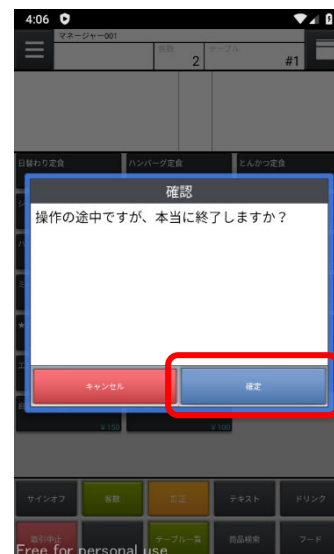 4:06
マネージャー001
客数
テーブル
2
#1
日替わり定食
ハンバーグ定食
とんかつ定食
確認
操作の途中ですが、本当に終了しますか？
キャンセル
確定
¥150
¥100
サインオフ
客数
訂正
テキスト
ドリンク
取引中止
テーブル一覧
商品検索
フード
Free for personal use